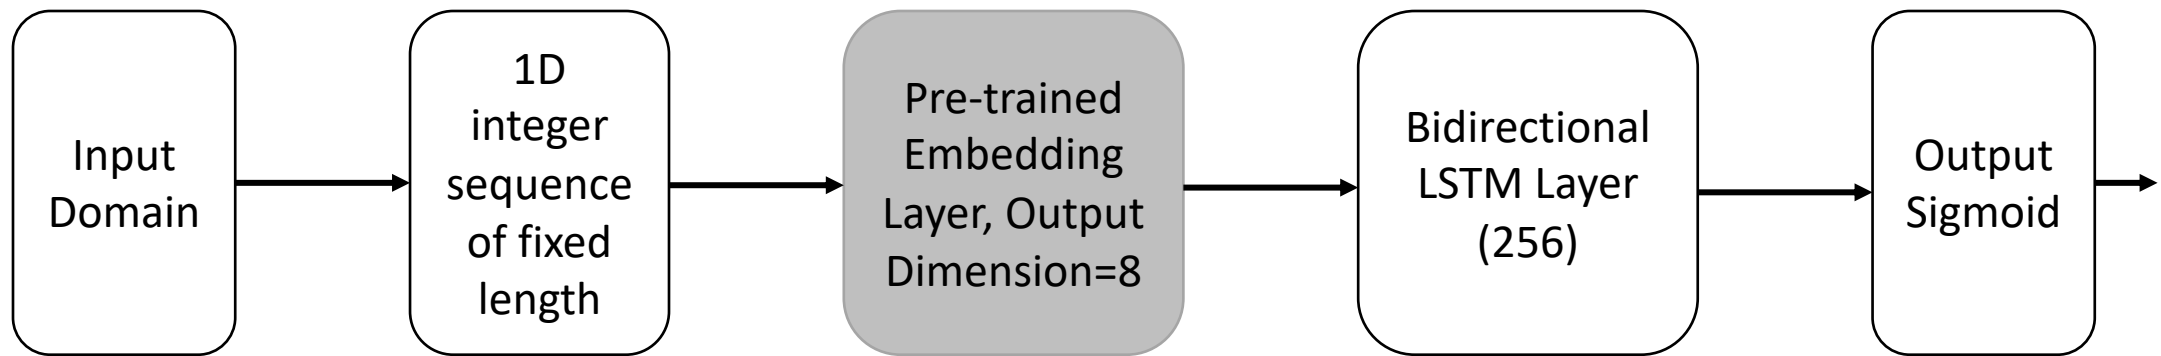 Input
Domain
1D
integer
sequence
of fixed
length
Pre-trained
Embedding
Layer, Output
Dimension=8
Bidirectional
LSTM Layer
(256)
Output
Sigmoid